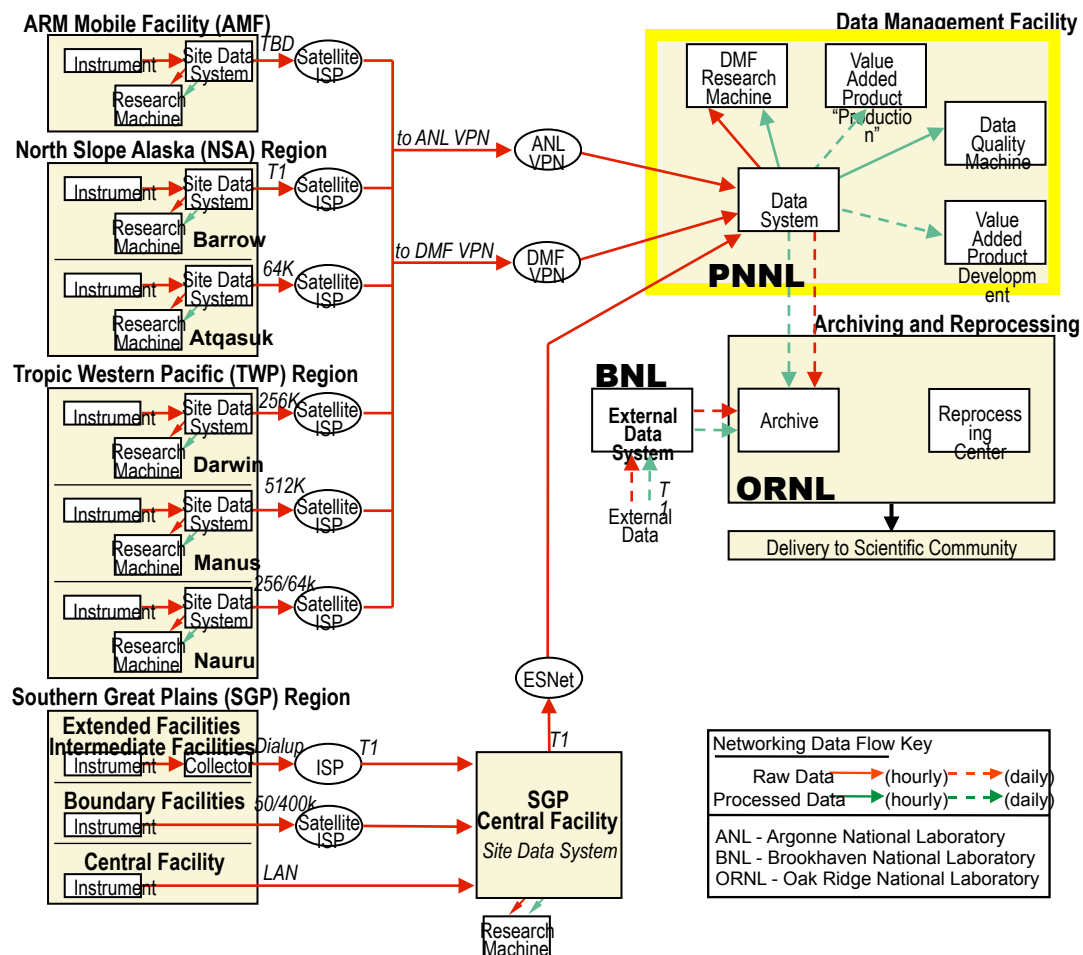 ARM Mobile Facility (AMF)
Instrument
Site Data
System
TBD
Satellite
ISP
Research
Machine
North Slope Alaska (NSA) Region
Instrument
Site Data
System
T1
Satellite
ISP
Research
Machine
Barrow
Instrument
Site Data
System
64K
Satellite
ISP
Research
Machine
Atqasuk
Tropic Western Pacific (TWP) Region
Instrument
Site Data
System
256K
Satellite
ISP
Research
Machine
Darwin
Instrument
Site Data
System
512K
Satellite
ISP
Research
Machine
Manus
Instrument
Site Data
System
256/64k
Satellite
ISP
Research
Machine
Nauru
Southern Great Plains (SGP) Region
Extended Facilities
Intermediate Facilities
Instrument
Collector
Dialup
ISP
T1
Boundary Facilities
Instrument
50/400k
Satellite
ISP
Central Facility
Instrument
LAN
SGP
Central Facility
Site Data System
Research
Machine
T1
ESNet
to ANL VPN
ANL
VPN
to DMF VPN
DMF
VPN
Data Management Facility
DMF
Research
Machine
Value
Added
Product
“Productio
n”
Data
Quality
Machine
Data
System
Value
Added
Product
Developm
ent
PNNL
Archiving and Reprocessing
BNL
External
Data
System
T1
External
Data
Archive
Reprocess
ing
Center
ORNL
Delivery to Scientific Community
Networking Data Flow Key
Raw Data (hourly) (daily)
Processed Data (hourly) (daily)
ANL - Argonne National Laboratory
BNL - Brookhaven National Laboratory
ORNL - Oak Ridge National Laboratory